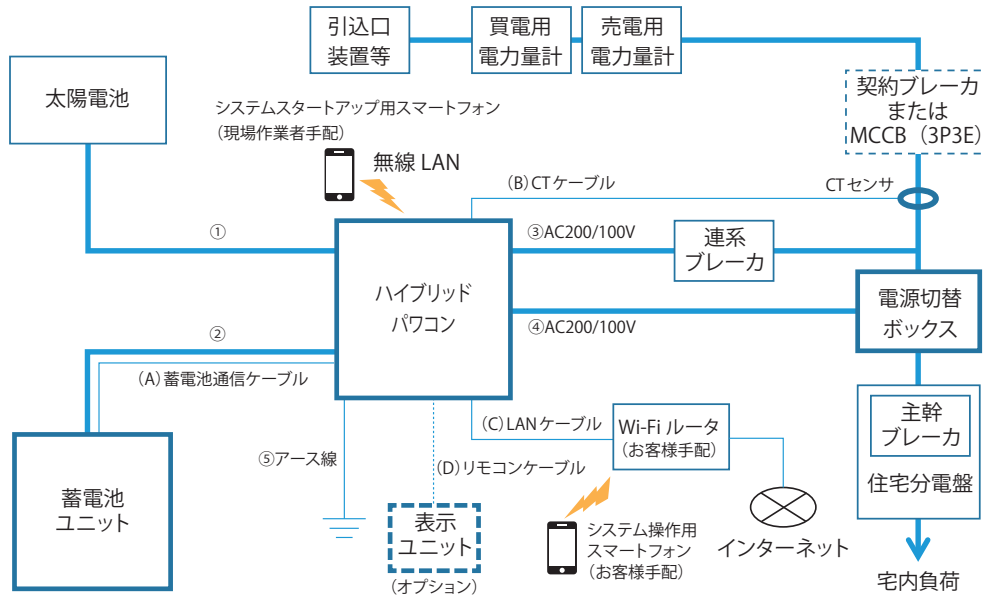 引込口
装置等
買電用
電力量計
売電用
電力量計
太陽電池
契約ブレーカ
または
MCCB（3P3E）
システムスタートアップ用スマートフォン
（現場作業者手配）
無線 LAN
(B)CTケーブル
CTセンサ
①
③AC200/100V
連系
ブレーカ
ハイブリッド
パワコン
電源切替
ボックス
②
④AC200/100V
(A)蓄電池通信ケーブル
主幹
ブレーカ
住宅分電盤
(C)LANケーブル
Wi-Fi ルータ
（お客様手配）
⑤アース線
(D)リモコンケーブル
蓄電池
ユニット
表示
ユニット
（オプション）
システム操作用
スマートフォン
（お客様手配）
インターネット
宅内負荷